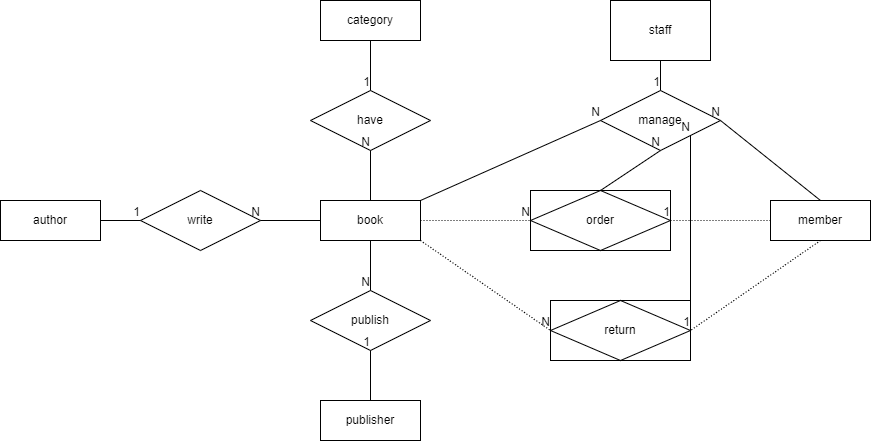 category
staff
1
1
have
N
manage
N
N
N
N
author
1
write
N
book
N
order
1
member
N
publish
1
N
return
1
publisher